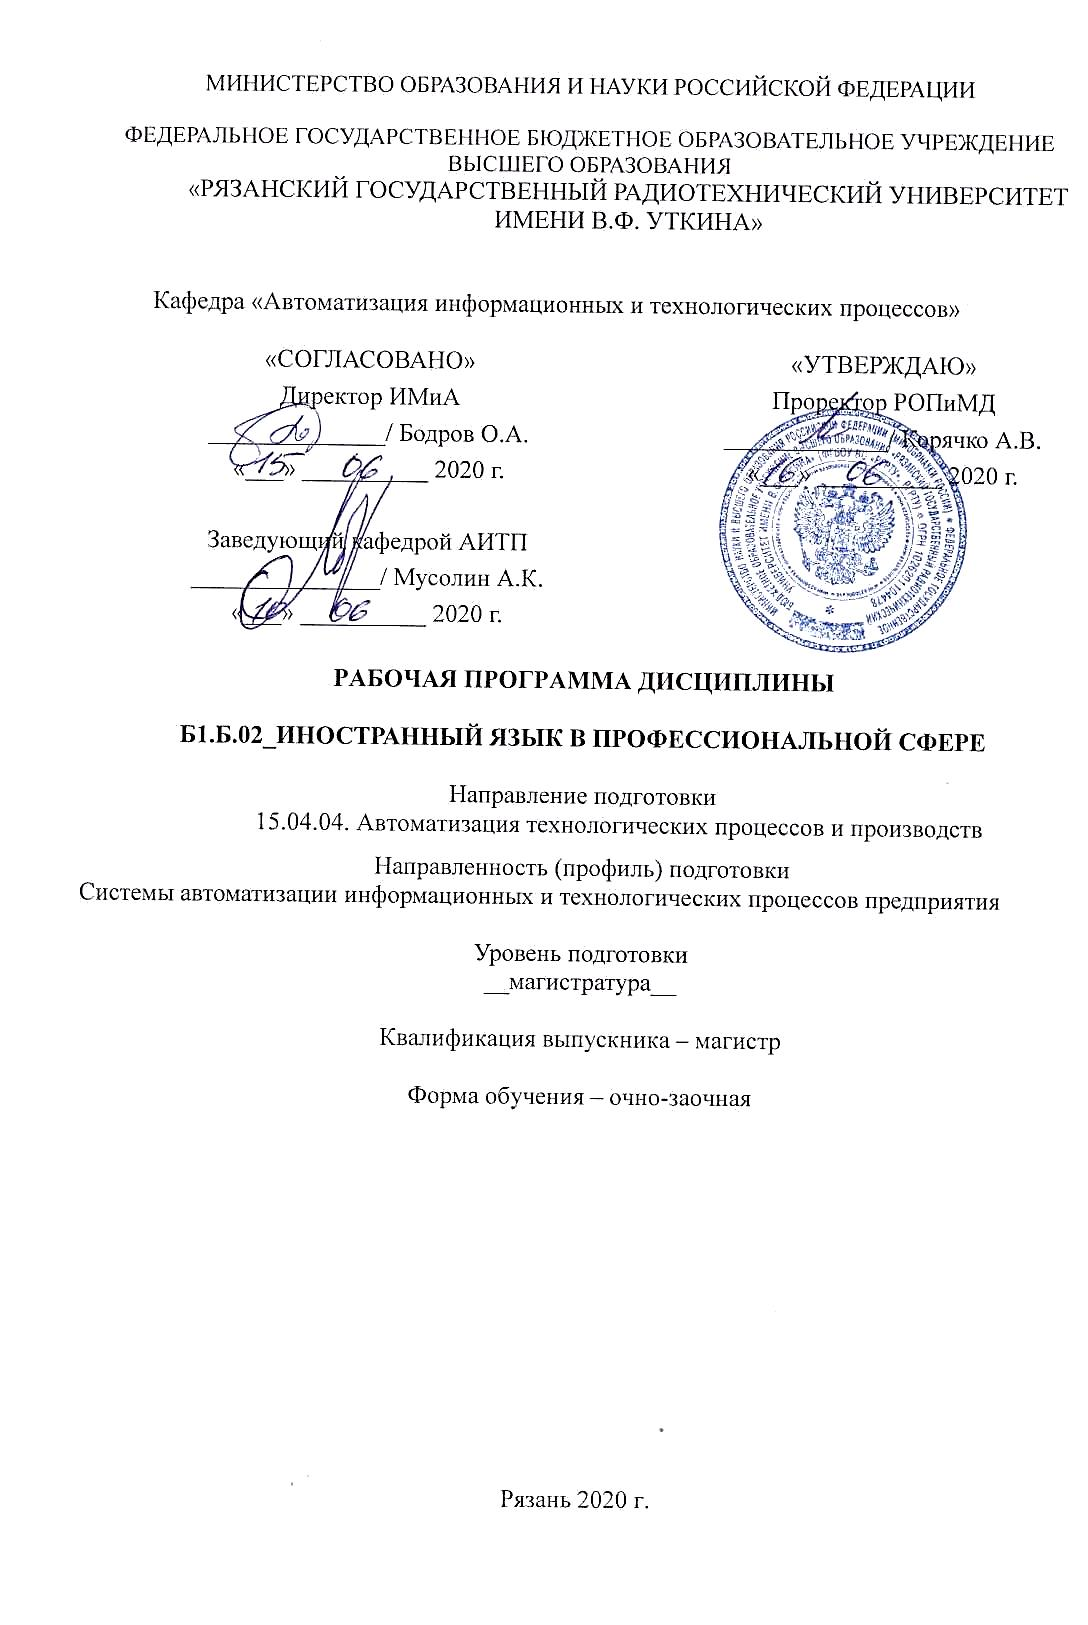 МИНИСТЕРСТВО ОБРАЗОВАНИЯ И НАУКИ РОССИЙСКОЙ ФЕДЕРАЦИИ
ФЕДЕРАЛЬНОЕ ГОСУДАРСТВЕННОЕ БЮДЖЕТНОЕ ОБРАЗОВАТЕЛЬНОЕ УЧРЕЖДЕНИЕ
ВЫСШЕГО ОБРАЗОВАНИЯ
«РЯЗАНСКИЙ ГОСУДАРСТВЕННЫЙ РАДИОТЕХНИЧЕСКИЙ УНИВЕРСИТЕТ
ИМЕНИ В.Ф. УТКИНА»
Кафедра «Автоматизация информационных и технологических процессов»
«СОГЛАСОВАНО»
Директор ИМиА
/ Бодров О.А.
«15» 06 2020 г.
Заведующий кафедрой АИТП
/ Мусолин А.К.
«10» 06 2020 г.
«УТВЕРЖДАЮ»
Проректор РОПиМД
/ Корячко А.В.
«16» 06 2020 г.
РАБОЧАЯ ПРОГРАММА ДИСЦИПЛИНЫ
Б1.Б.02_ИНОСТРАННЫЙ ЯЗЫК В ПРОФЕССИОНАЛЬНОЙ СФЕРЕ
Направление подготовки
15.04.04. Автоматизация технологических процессов и производств
Направленность (профиль) подготовки
Системы автоматизации информационных и технологических процессов предприятия
Уровень подготовки
__магистратура__
Квалификация выпускника – магистр
Форма обучения – очно-заочная
Рязань 2020 г.